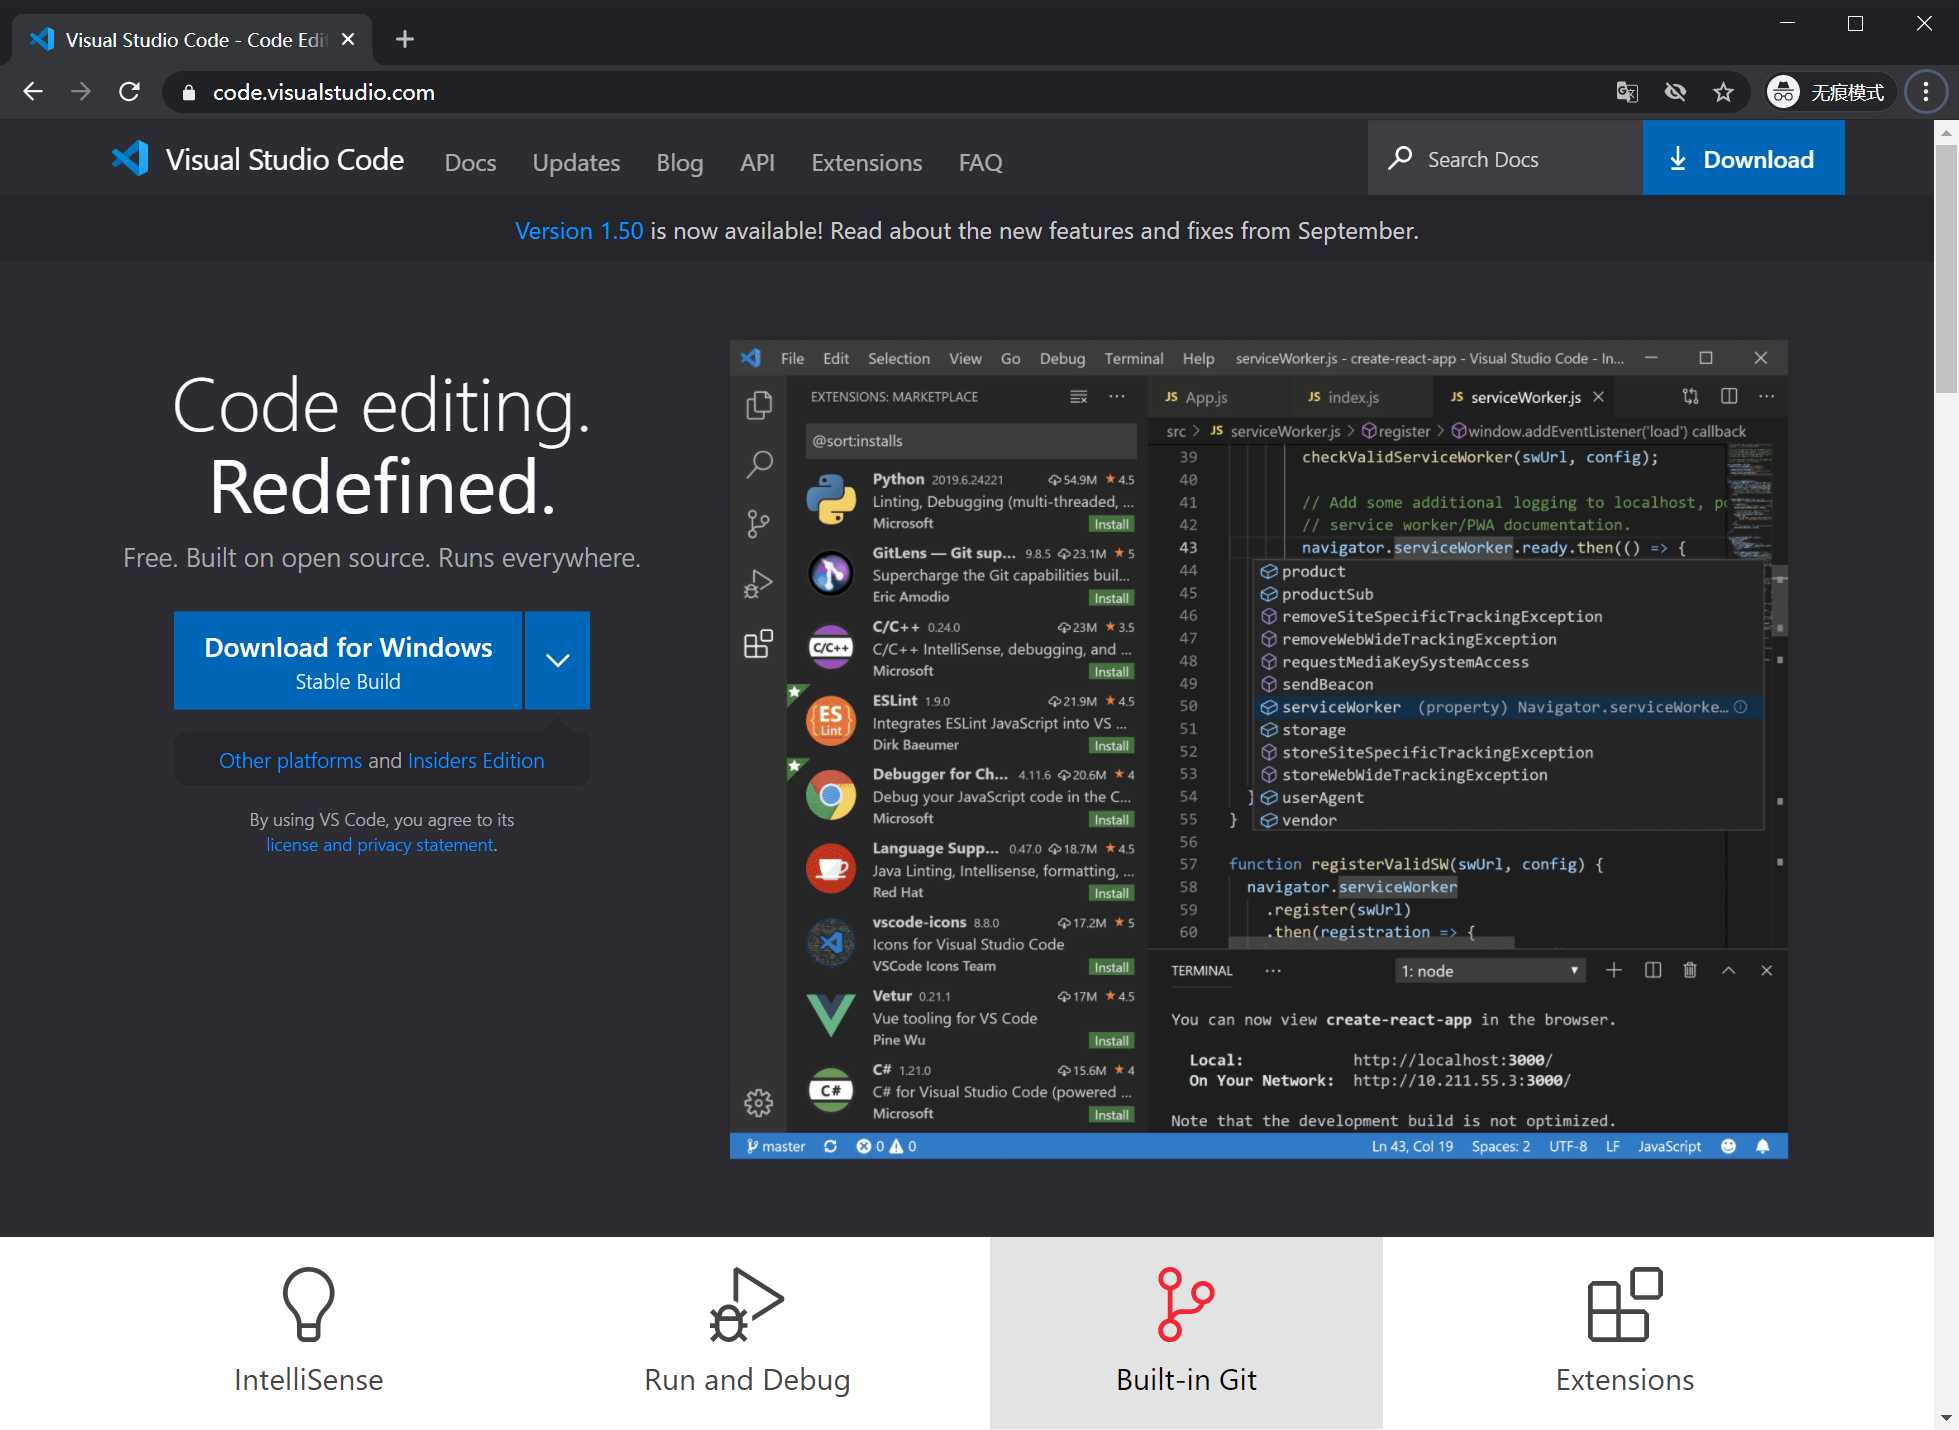 Visual Studio Code - Code Edi
code.visualstudio.com
无痕模式
Visual Studio Code
Docs
Updates
Blog
API
Extensions
FAQ
Search Docs
Download
Version 1.50 is now available! Read about the new features and fixes from September.
Code editing.
Redefined.
Free. Built on open source. Runs everywhere.
Download for Windows
Stable Build
Other platforms and Insiders Edition
By using VS Code, you agree to its
license and privacy statement.
File Edit Selection View Go Debug Terminal Help
serviceWorker.js - create-react-app - Visual Studio Code - In...
EXTENSIONS: MARKETPLACE
@sort:installs
Python 2019.6.24221 54.9M 4.5
Linting, Debugging (multi-threaded, ...
Microsoft Install
GitLens — Git sup... 9.8.5 23.1M 5
Supercharge the Git capabilities buil...
Eric Amodio Install
C/C++
C/C++ 0.24.0 23M 3.5
C/C++ IntelliSense, debugging, and ...
Microsoft Install
ES
Lint
ESLint 1.9.0 21.9M 4.5
Integrates ESLint JavaScript into VS ...
Dirk Baeumer Install
Debugger for Ch... 4.11.6 20.6M 4
Debug your JavaScript code in the C...
Microsoft Install
Language Supp... 0.47.0 18.7M 4.5
Java Linting, Intellisense, formatting, ...
Red Hat Install
vscode-icons 8.8.0 17.2M 5
Icons for Visual Studio Code
VSCode Icons Team Install
Vetur 0.21.1 17M 4.5
Vue tooling for VS Code
Pine Wu Install
C#
C# 1.21.0 15.6M 4
C# for Visual Studio Code (powered ...
Microsoft Install
JS App.js
JS index.js
JS serviceWorker.js
src > JS serviceWorker.js > register > window.addEventListener('load') callback
39 checkValidServiceWorker(swUrl, config);
40
41 // Add some additional logging to localhost, po
42 // service worker/PWA documentation.
43 navigator.serviceWorker.ready.then(() => {
44 product
45 productSub
46 removeSiteSpecificTrackingException
47 removeWebWideTrackingException
48 requestMediaKeySystemAccess
49 sendBeacon
50 serviceWorker (property) Navigator.serviceWorke...
51 storage
52 storeSiteSpecificTrackingException
53 storeWebWideTrackingException
54 } userAgent
55 } vendor
56
57 function registerValidSW(swUrl, config) {
58 navigator.serviceWorker
59 .register(swUrl)
60 .then(registration => {
TERMINAL ... 1: node
You can now view create-react-app in the browser.
Local: http://localhost:3000/
On Your Network: http://10.211.55.3:3000/
Note that the development build is not optimized.
master 0 0
Ln 43, Col 19 Spaces: 2 UTF-8 LF JavaScript
IntelliSense
Run and Debug
Built-in Git
Extensions